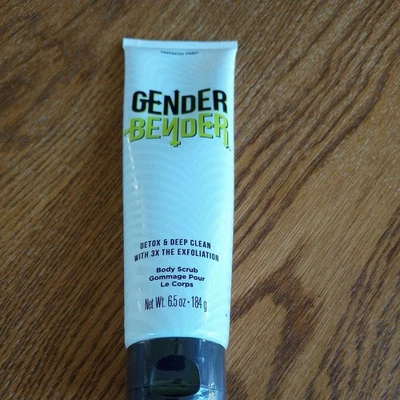 GENDER
BENDER
DETOX & DEEP CLEAN
WITH 3X THE EXFOLIATION
Body Scrub
Gommage Pour
Le Corps
Net Wt. 6.5 oz • 184 g